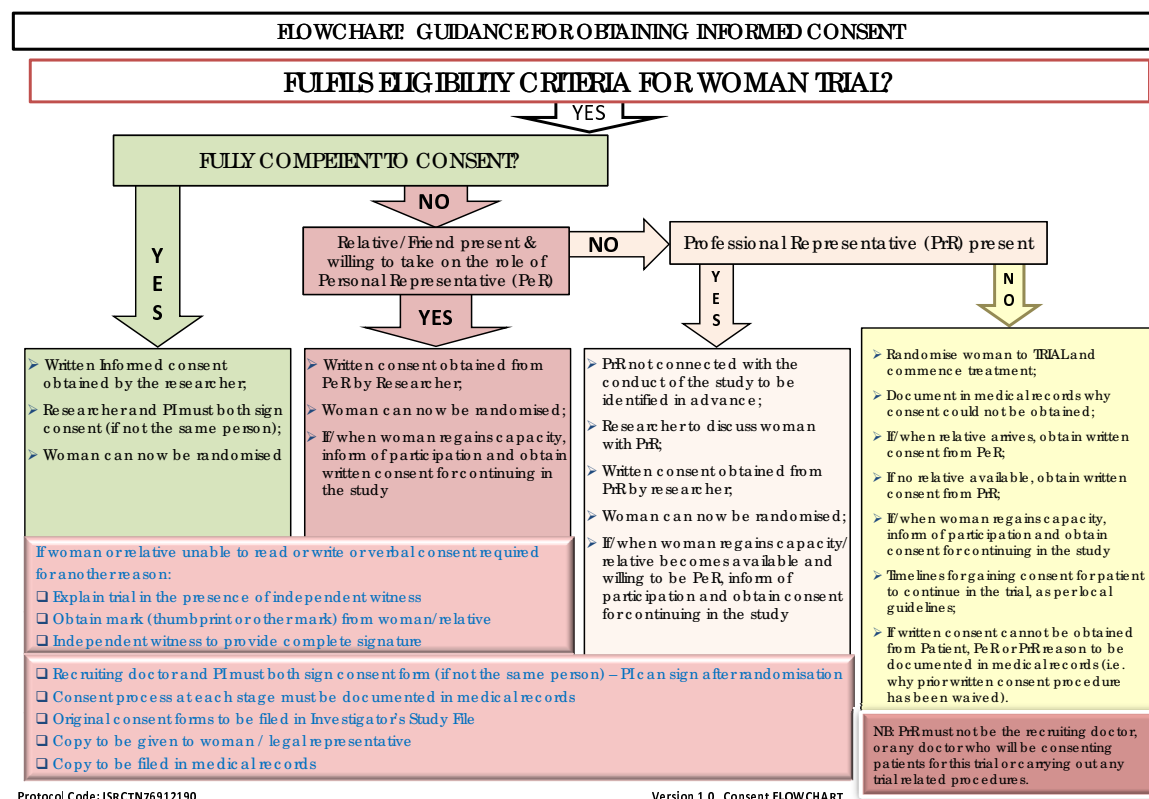 FLOWCHART: GUIDANCE FOR OBTAINING INFORMED CONSENT
FULFILS ELIGIBILITY CRITERIA FOR WOMAN TRIAL?
YES
FULLY COMPETENT TO CONSENT?
NO
YES
Relative/Friend present &
willing to take on the role of
Personal Representative (PeR)
NO
Professional Representative (PrR) present
YES
YES
NO
Written Informed consent
obtained by the researcher;
Researcher and PI must both sign
consent (if not the same person);
Woman can now be randomised
Written consent obtained from
PeR by Researcher;
Woman can now be randomised;
If/when woman regains capacity,
inform of participation and obtain
written consent for continuing in
the study
PrR not connected with the
conduct of the study to be
identified in advance;
Researcher to discuss woman
with PrR;
Written consent obtained from
PrR by researcher;
Woman can now be randomised;
If/when woman regains capacity/
relative becomes available and
willing to be PeR, inform of
participation and obtain consent
for continuing in the study
Randomise woman to TRIAL and
commence treatment;
Document in medical records why
consent could not be obtained;
If/when relative arrives, obtain written
consent from PeR;
If no relative available, obtain written
consent from PrR;
If/when woman regains capacity,
inform of participation and obtain
consent for continuing in the study
Timelines for gaining consent for patient
to continue in the trial, as per local
guidelines;
If written consent cannot be obtained
from Patient, PeR or PrR reason to be
documented in medical records (i.e.
why prior written consent procedure
has been waived).
If woman or relative unable to read or write or verbal consent required
for another reason:
Explain trial in the presence of independent witness
Obtain mark (thumbprint or other mark) from woman/relative
Independent witness to provide complete signature
Recruiting doctor and PI must both sign consent form (if not the same person) – PI can sign after randomisation
Consent process at each stage must be documented in medical records
Original consent forms to be filed in Investigator's Study File
Copy to be given to woman / legal representative
Copy to be filed in medical records
NB: PrR must not be the recruiting doctor,
or any doctor who will be consenting
patients for this trial or carrying out any
trial related procedures.
Protocol Code: ISRCTN76912190
Version 1.0 Consent FLOWCHART